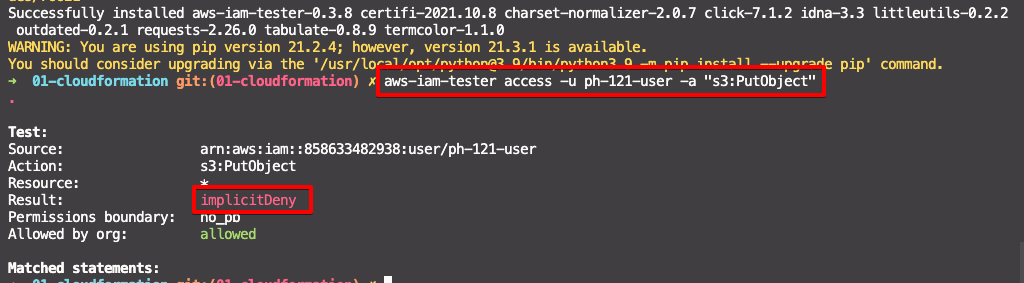 Successfully installed aws-iam-tester-0.3.8 certifi-2021.10.8 charset-normalizer-2.0.7 click-7.1.2 idna-3.3 littleutils-0.2.2
outdated-0.2.1 requests-2.26.0 tabulate-0.8.9 termcolor-1.1.0
WARNING: You are using pip version 21.2.4; however, version 21.3.1 is available.
You should consider upgrading via the '/usr/local/opt/python@3.9/bin/python3.9 -m pip install --upgrade pip' command.
→ 01-cloudformation git:(01-cloudformation) ✗ aws-iam-tester access -u ph-121-user -a "s3:PutObject"
.
Test:
Source: arn:aws:iam::858633482938:user/ph-121-user
Action: s3:PutObject
Resource: *
Result: implicitDeny
Permissions boundary: no_pb
Allowed by org: allowed
Matched statements:
→ 01-cloudformation git:(01-cloudformation) ✗